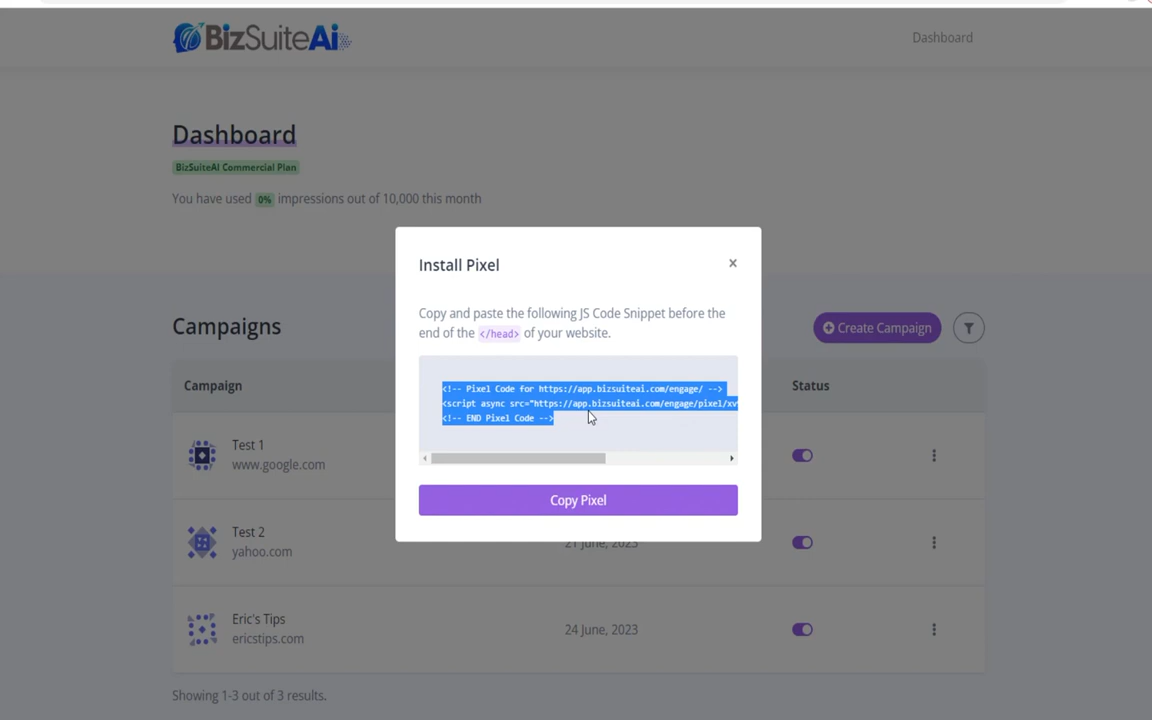 BizSuiteAi
Dashboard
Dashboard
BizSuiteAI Commercial Plan
You have used 0% impressions out of 10,000 this month
Install Pixel
×
Copy and paste the following JS Code Snippet before the
end of the </head> of your website.
Campaigns
Create Campaign
Campaign
Status
<!-- Pixel Code for https://app.bizsuiteai.com/engage/ -->
<script async src="https://app.bizsuiteai.com/engage/pixel/xv
<!-- END Pixel Code -->
Test 1
www.google.com
Copy Pixel
Test 2
yahoo.com
21 June, 2023
Eric's Tips
ericstips.com
24 June, 2023
Showing 1-3 out of 3 results.